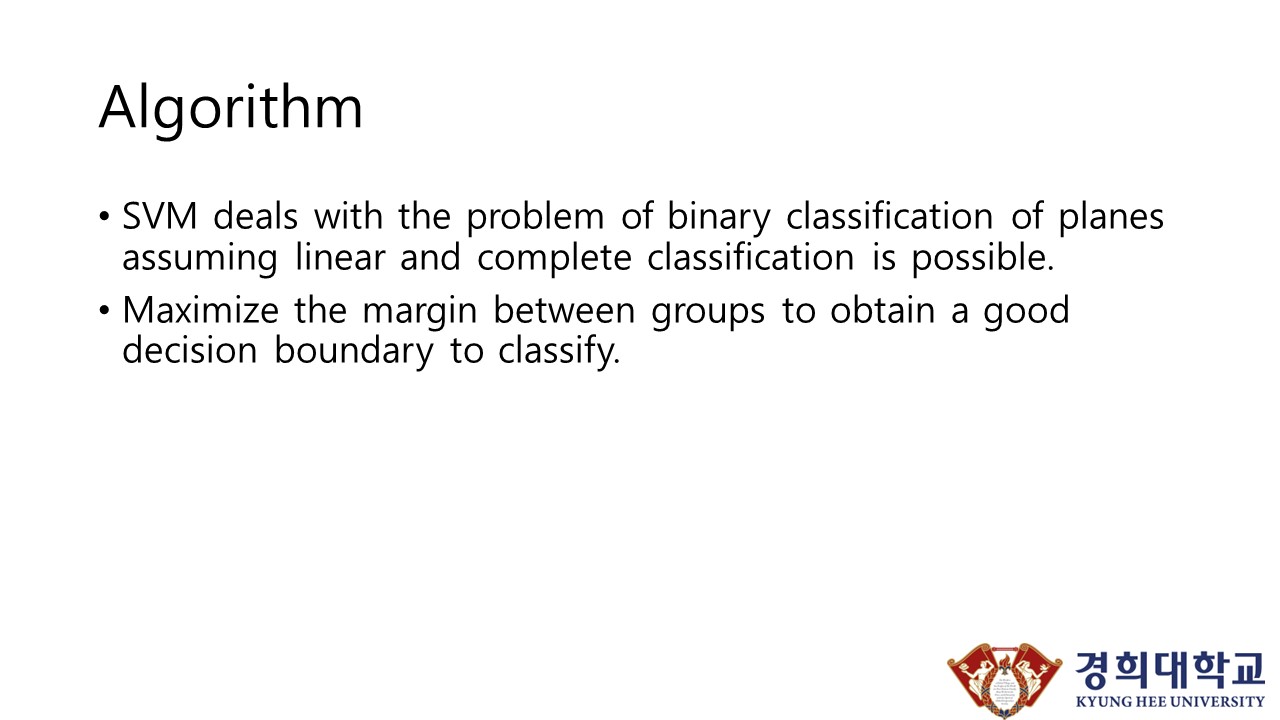 Algorithm
• SVM deals with the problem of binary classification of planes
assuming linear and complete classification is possible.
• Maximize the margin between groups to obtain a good
decision boundary to classify.
경희대학교
KYUNG HEE UNIVERSITY